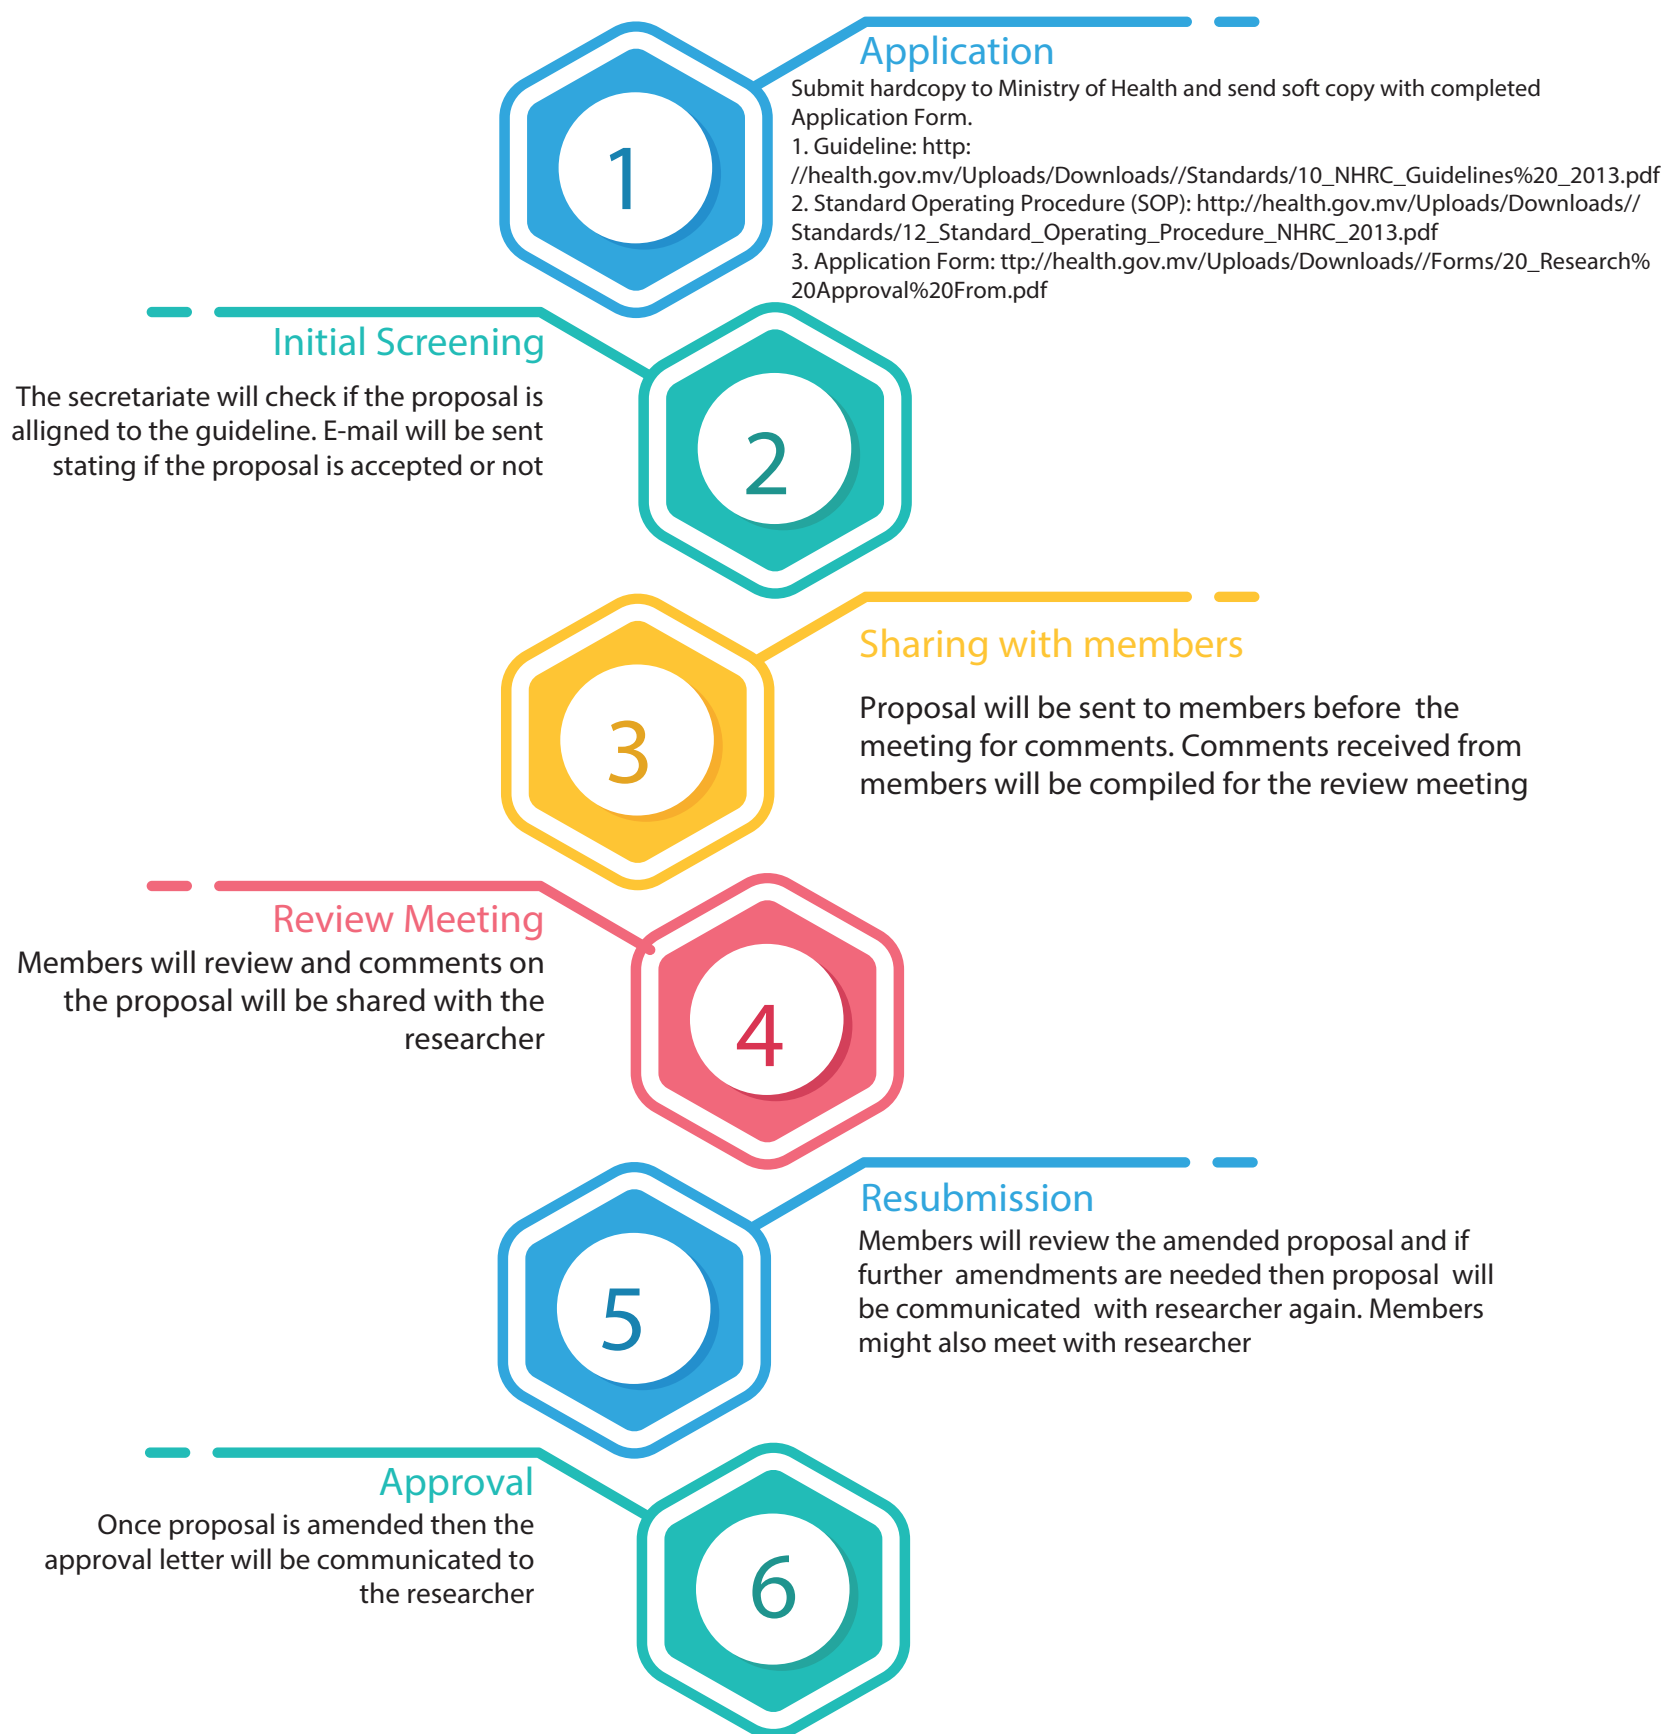 1
Application
Submit hardcopy to Ministry of Health and send soft copy with completed
Application Form.
1. Guideline: http:
//health.gov.mv/Uploads/Downloads//Standards/10_NHRC_Guidelines%20_2013.pdf
2. Standard Operating Procedure (SOP): http://health.gov.mv/Uploads/Downloads//
Standards/12_Standard_Operating_Procedure_NHRC_2013.pdf
3. Application Form: ttp://health.gov.mv/Uploads/Downloads//Forms/20_Research%
20Approval%20From.pdf
2
Initial Screening
The secretariate will check if the proposal is
alligned to the guideline. E-mail will be sent
stating if the proposal is accepted or not
3
Sharing with members
Proposal will be sent to members before  the
meeting for comments. Comments received from
members will be compiled for the review meeting
4
Review Meeting
Members will review and comments on
the proposal will be shared with the
researcher
5
Resubmission
Members will review the amended proposal and if
further  amendments are needed then proposal  will
be communicated  with researcher again. Members
might also meet with researcher
6
Approval
Once proposal is amended then the
approval letter will be communicated to
the researcher